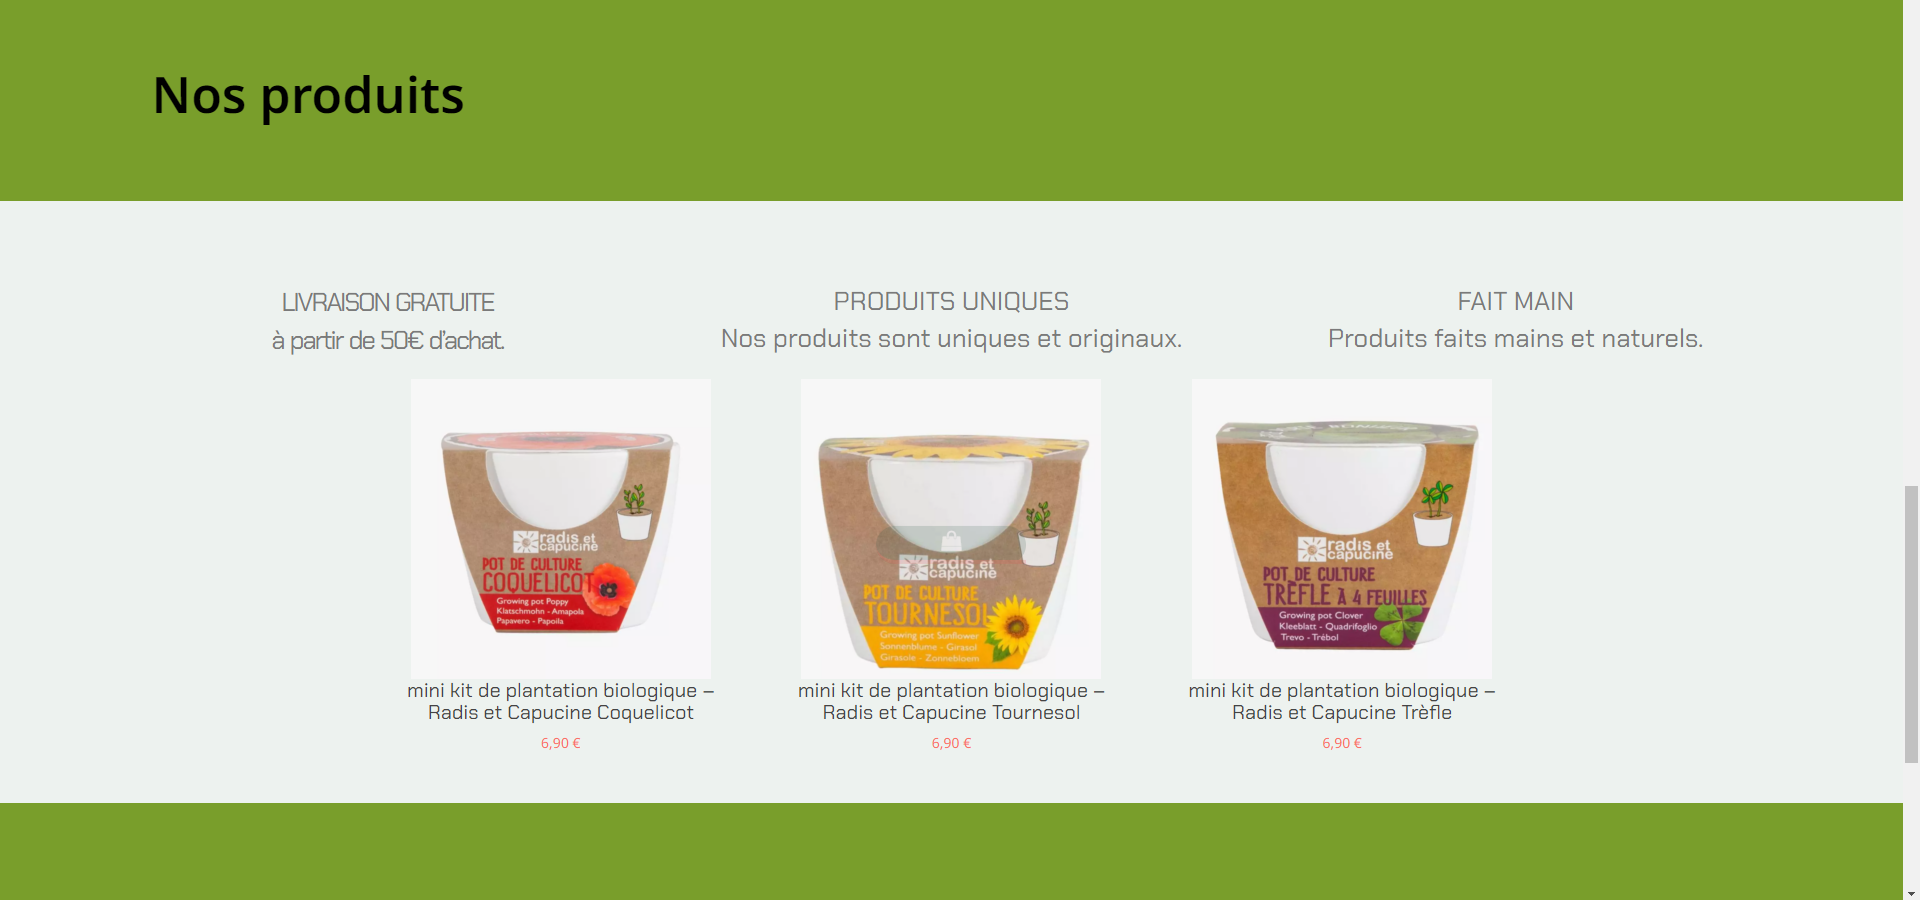 Nos produits
LIVRAISON GRATUITE
à partir de 50€ d'achat.
PRODUITS UNIQUES
Nos produits sont uniques et originaux.
FAIT MAIN
Produits faits mains et naturels.
radis et
capucine
POT DE CULTURE
COQUELICOT
Growing pot Poppy
Klatschmohn - Amapola
Papavero - Papoila
mini kit de plantation biologique –
Radis et Capucine Coquelicot
6,90 €
radis et
capucine
POT DE CULTURE
TOURNESOL
Growing pot Sunflower
Sonnenblume - Girasol
Girasole - Zonnebloem
mini kit de plantation biologique –
Radis et Capucine Tournesol
6,90 €
radis et
capucine
POT DE CULTURE
TRÈFLE À 4 FEUILLES
Growing pot Clover
Kleeblatt - Quadrifoglio
Trevo - Trébol
mini kit de plantation biologique –
Radis et Capucine Trèfle
6,90 €